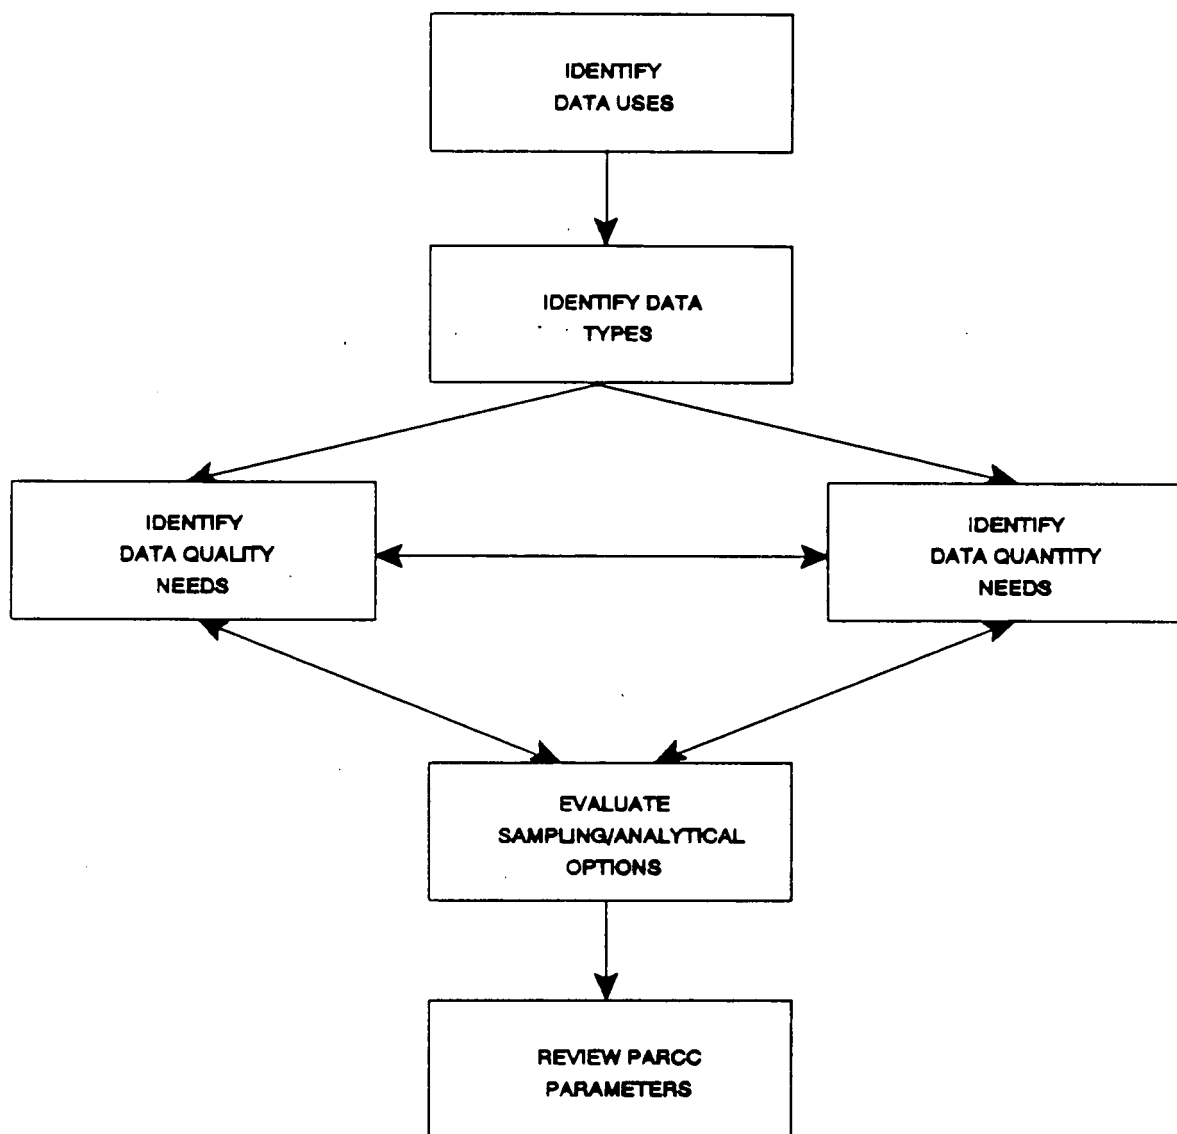 IDENTIFY
DATA USES
IDENTIFY DATA
TYPES
IDENTIFY
DATA QUALITY
NEEDS
IDENTIFY
DATA QUANTITY
NEEDS
EVALUATE
SAMPLING/ANALYTICAL
OPTIONS
REVIEW PARCC
PARAMETERS